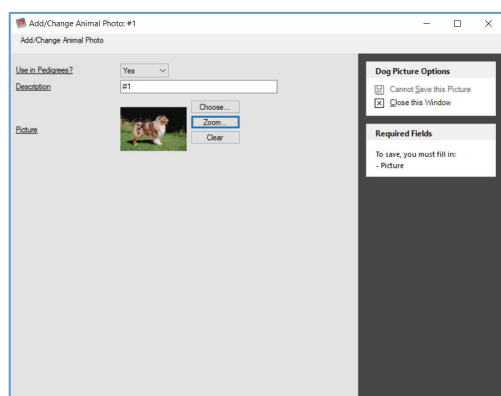 Add/Change Animal Photo: #1
Add/Change Animal Photo
Use in Pedigrees?
Yes
Description
#1
Picture
Choose...
Zoom...
Clear
Dog Picture Options
Cannot Save this Picture
Close this Window
Required Fields
To save, you must fill in:
- Picture